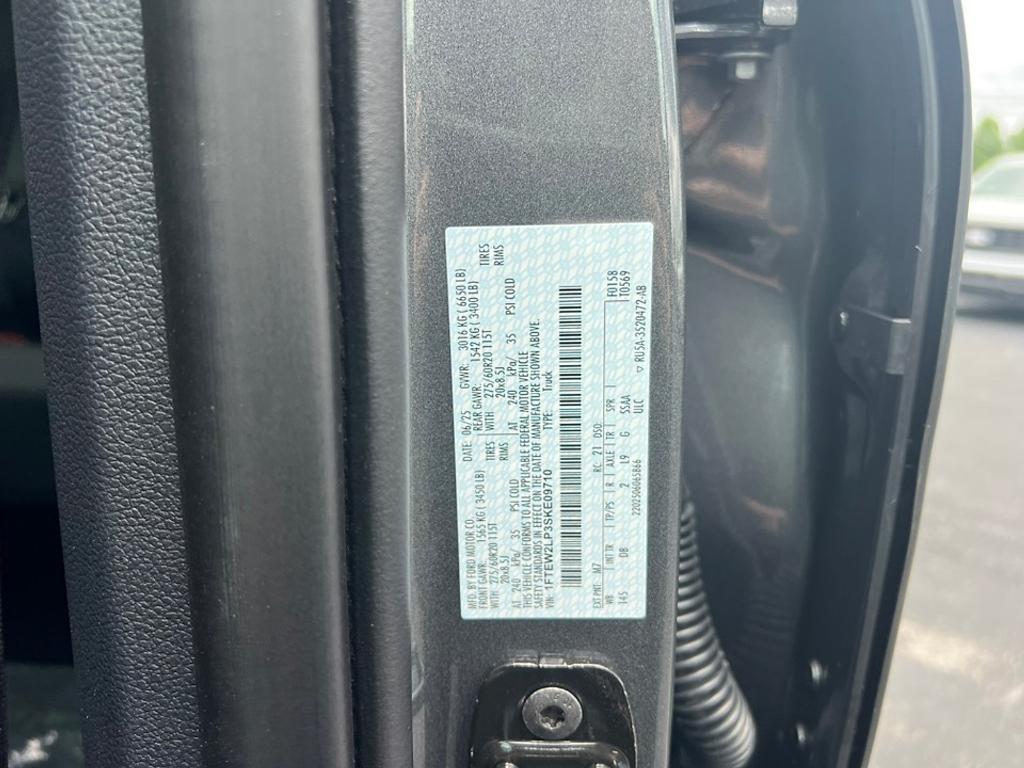 MFD. BY FORD MOTOR CO. DATE: 06/25 GVWR: 3016 KG ( 6650 LB)
FRONT GAWR: 1565 KG ( 3450 LB) REAR GAWR: 1542 KG ( 3400 LB)
WITH 275/60R20 115T TIRES WITH 275/60R20 115T TIRES
20x8.5J RIMS 20x8.5J RIMS
AT 240 kPa/ 35 PSI COLD AT 240 kPa/ 35 PSI COLD
THIS VEHICLE CONFORMS TO ALL APPLICABLE FEDERAL MOTOR VEHICLE
SAFETY STANDARDS IN EFFECT ON THE DATE OF MANUFACTURE SHOWN ABOVE.
VIN: 1FTEW2LP3SKE09710 TYPE: Truck
EXT PNT: M7 RC: 21 DSO: F0158
WB INT TR TP/PS R AXLE TR SPR T0569
145 DB 2 L9 G 5SAA
2202506065866 ULC ▽ RU5A-3520472-AB